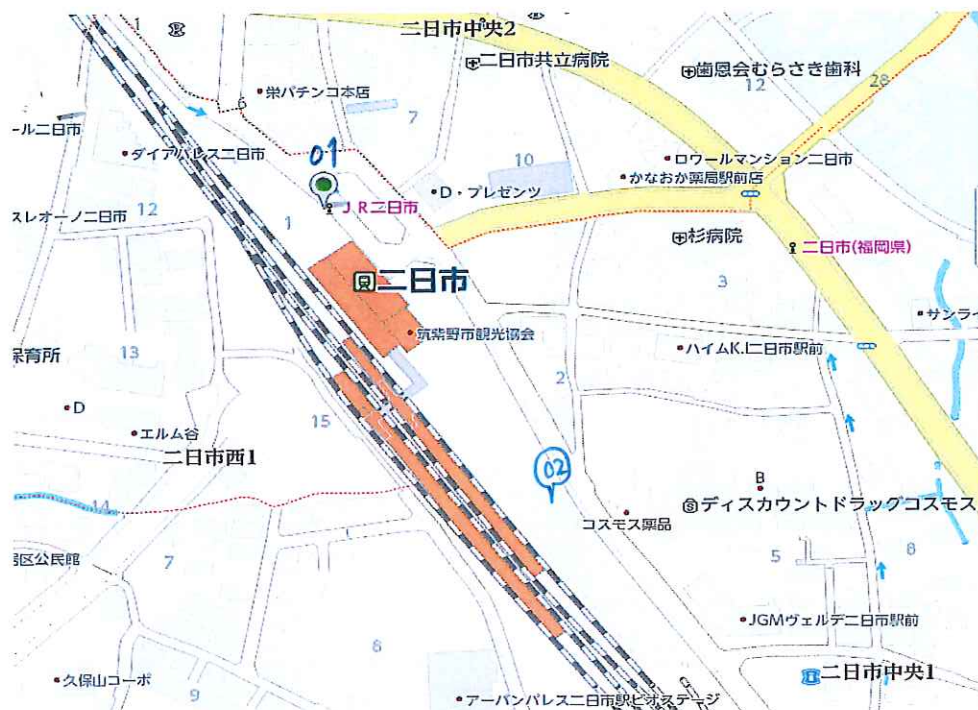 二日市中央2
1
二日市共立病院
歯恩会むらさき歯科
栄パチンコ本店
6
7
12
28
ール二日市
01
ダイアパレス二日市
10
ロワールマンション二日市
かなおか薬局駅前店
D・プレゼンツ
JR二日市
12
スレオーノ二日市
1
杉病院
二日市(福岡県)
二日市
3
サンライ
筑紫野市観光協会
ハイムK.I二日市駅前
保育所
13
2
D
15
エルム谷
二日市西1
02
B
ディスカウントドラッグコスモス
14
コスモス薬品
区公民館
7
5
8
JGMヴェルデ二日市駅前
8
久保山コーポ
9
二日市中央1
アーバンパレス二日市駅ビオステージ